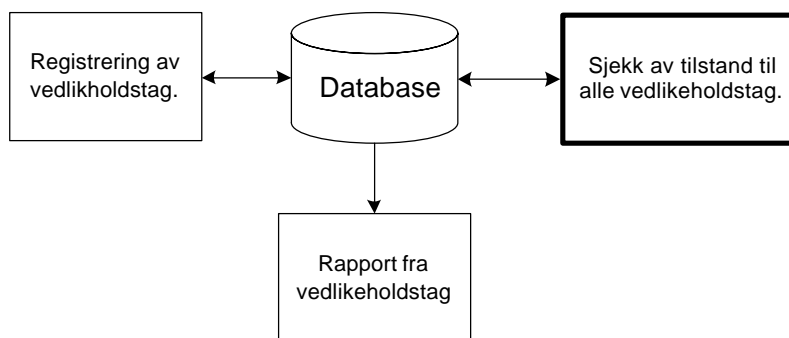 Registrering av
vedlikholdstag.
Database
Sjekk av tilstand til
alle vedlikeholdstag.
Rapport fra
vedlikeholdstag